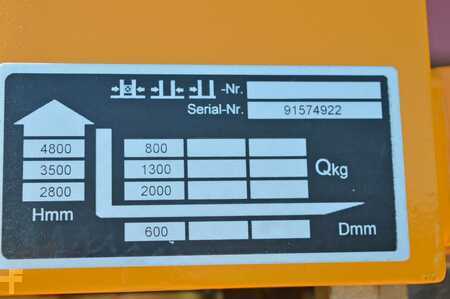 -Nr.
Serial-Nr. 91574922
4800 800
3500 1300 Qkg
2800 2000
Hmm 600 Dmm